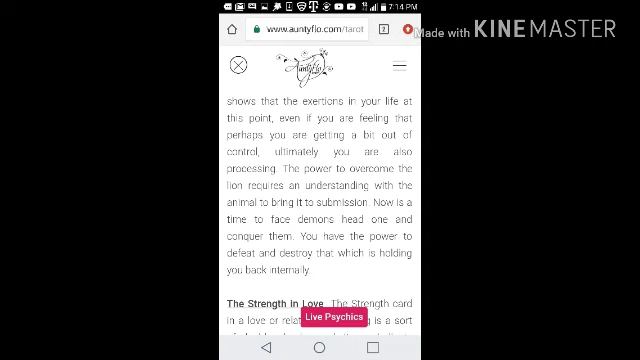 7:14 PM
www.auntyflo.com/tarot
2
Made with KINEMASTER
Auntyflo
shows that the exertions in your life at
this point, even if you are feeling that
perhaps you are getting a bit out of
control, ultimately you are also
processing. The power to overcome the
lion requires an understanding with the
animal to bring it to submission. Now is a
time to face demons head one and
conquer them. You have the power to
defeat and destroy that which is holding
you back internally.
The Strength in Love The Strength card
Live Psychics
in a love or
is a sort